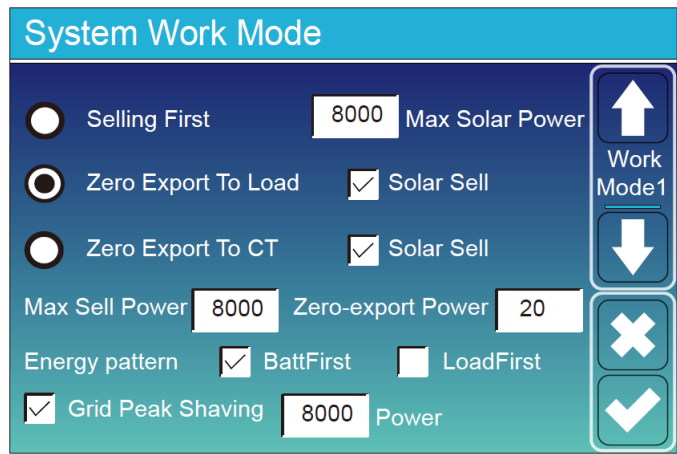 System Work Mode
Selling First 8000 Max Solar Power
Work
Mode1
Zero Export To Load Solar Sell
Zero Export To CT Solar Sell
Max Sell Power 8000 Zero-export Power 20
Energy pattern BattFirst LoadFirst
Grid Peak Shaving 8000 Power